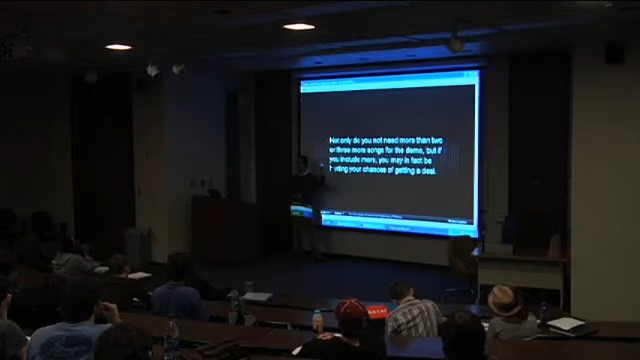 Not only do you not need more than two
or three more songs for the demo, but if
you include more, you may in fact be
hurting your chances of getting a deal.